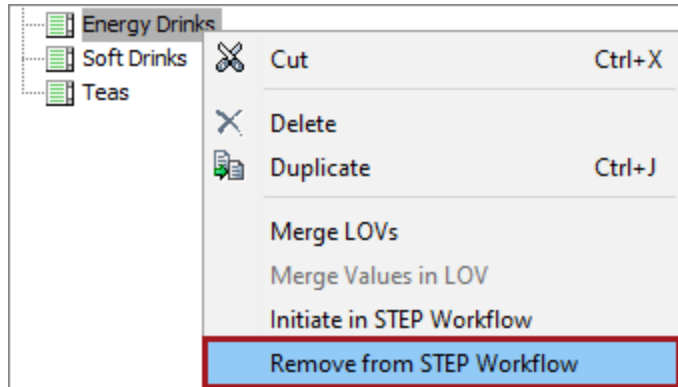 Energy Drinks
Soft Drinks
Teas
Cut Ctrl+X
Delete
Duplicate Ctrl+J
Merge LOVs
Merge Values in LOV
Initiate in STEP Workflow
Remove from STEP Workflow